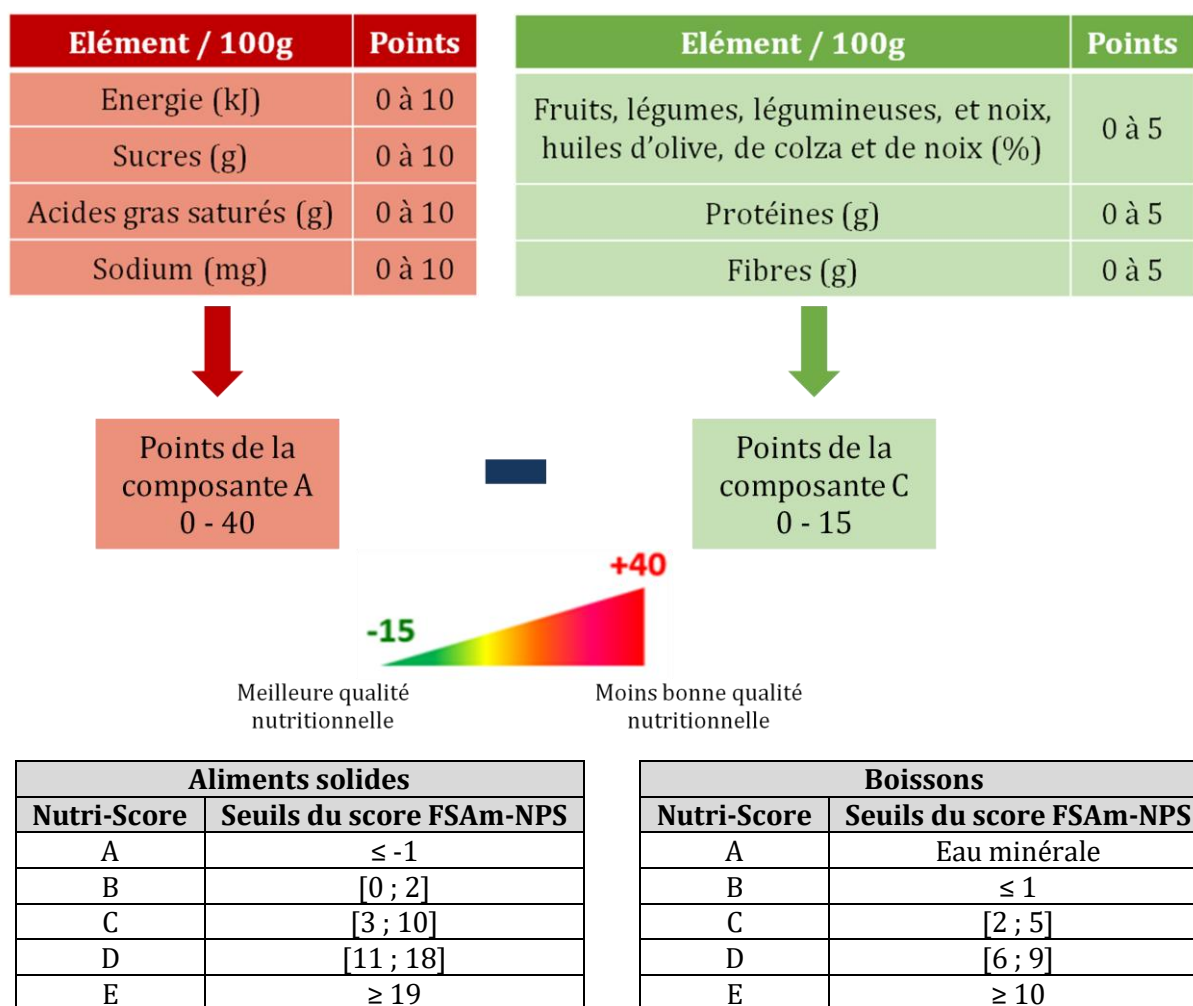 Elément / 100g Points
Energie (kJ) 0 à 10
Sucres (g) 0 à 10
Acides gras saturés (g) 0 à 10
Sodium (mg) 0 à 10
Elément / 100g Points
Fruits, légumes, légumineuses, et noix,
huiles d'olive, de colza et de noix (%) 0 à 5
Protéines (g) 0 à 5
Fibres (g) 0 à 5
Points de la
composante A
0 - 40
Points de la
composante C
0 - 15
+40
-15
Meilleure qualité
nutritionnelle
Moins bonne qualité
nutritionnelle
Aliments solides
Nutri-Score Seuils du score FSAm-NPS
A ≤ -1
B [0 ; 2]
C [3 ; 10]
D [11 ; 18]
E ≥ 19
Boissons
Nutri-Score Seuils du score FSAm-NPS
A Eau minérale
B ≤ 1
C [2 ; 5]
D [6 ; 9]
E ≥ 10